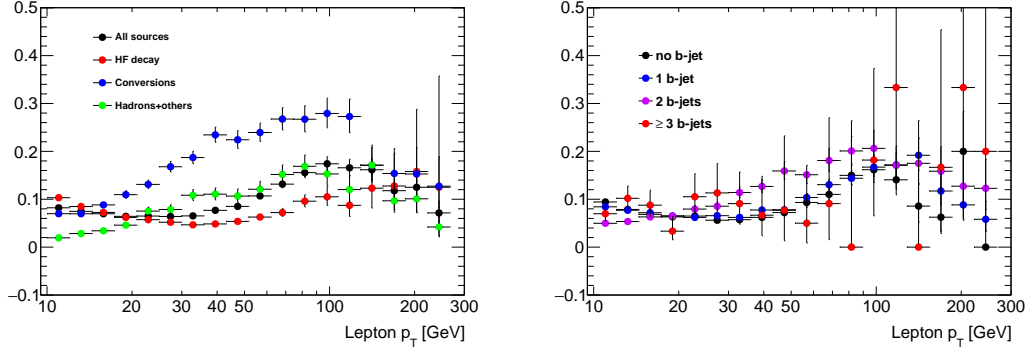 0.5
0.4
0.3
0.2
0.1
0
−0.1
All sources
HF decay
Conversions
Hadrons+others
10 20 30 40 50 100 200 300
Lepton p_T [GeV]
0.5
0.4
0.3
0.2
0.1
0
−0.1
no b-jet
1 b-jet
2 b-jets
≥ 3 b-jets
10 20 30 40 50 100 200 300
Lepton p_T [GeV]